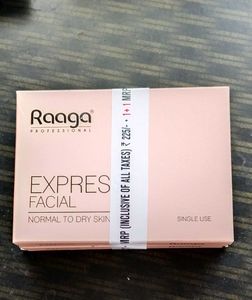 Raaga®
PROFESSIONAL
EXPRES
FACIAL
NORMAL TO DRY SKIN
SINGLE USE
MRP (INCLUSIVE OF ALL TAXES) ₹ 225/- 1+1 MRP